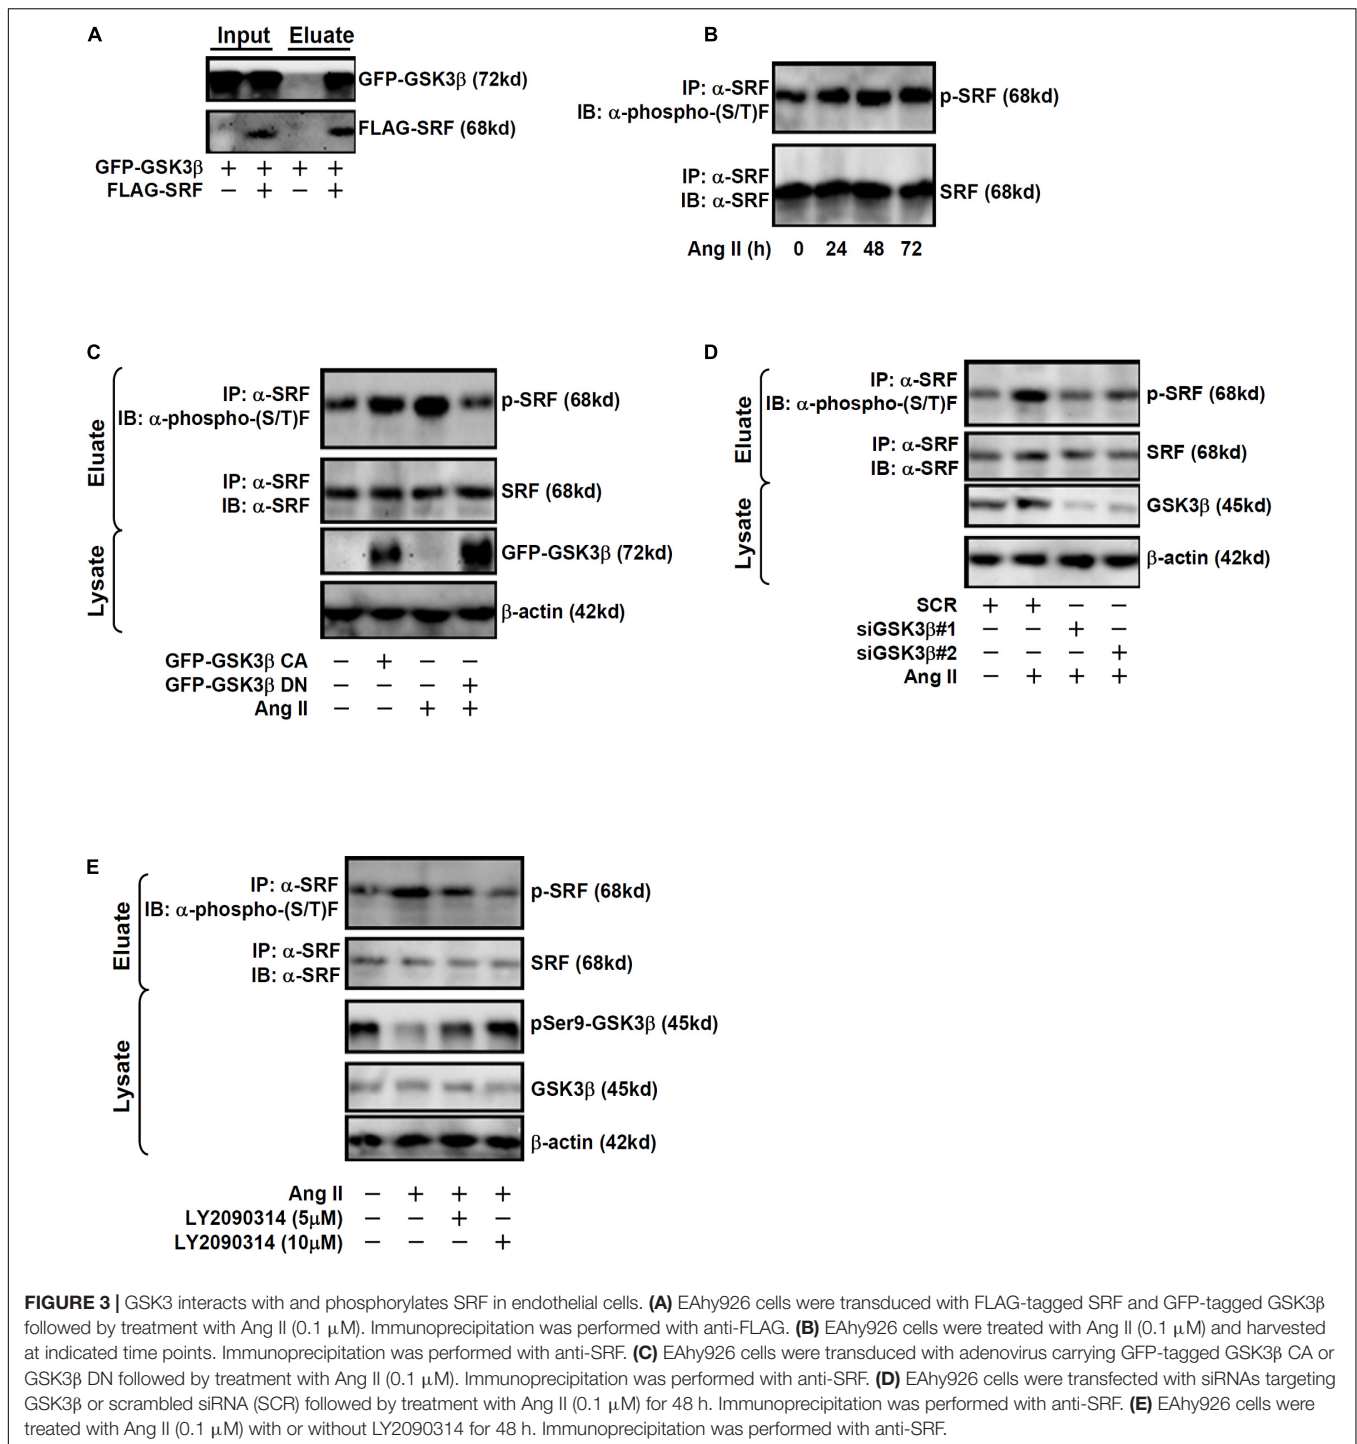 A
Input Eluate
GFP-GSK3β (72kd)
FLAG-SRF (68kd)
GFP-GSK3β + + + +
FLAG-SRF − + − +
B
IP: α-SRF
IB: α-phospho-(S/T)F
p-SRF (68kd)
IP: α-SRF
IB: α-SRF
SRF (68kd)
Ang II (h) 0 24 48 72
C
Eluate
IP: α-SRF
IB: α-phospho-(S/T)F
p-SRF (68kd)
IP: α-SRF
IB: α-SRF
SRF (68kd)
Lysate
GFP-GSK3β (72kd)
β-actin (42kd)
GFP-GSK3β CA − + − −
GFP-GSK3β DN − − − +
Ang II − − + +
D
Eluate
IP: α-SRF
IB: α-phospho-(S/T)F
p-SRF (68kd)
IP: α-SRF
IB: α-SRF
SRF (68kd)
Lysate
GSK3β (45kd)
β-actin (42kd)
SCR + + − −
siGSK3β#1 − − + −
siGSK3β#2 − − − +
Ang II − + + +
E
Eluate
IP: α-SRF
IB: α-phospho-(S/T)F
p-SRF (68kd)
IP: α-SRF
IB: α-SRF
SRF (68kd)
Lysate
pSer9-GSK3β (45kd)
GSK3β (45kd)
β-actin (42kd)
Ang II − + + +
LY2090314 (5μM) − − + −
LY2090314 (10μM) − − − +
FIGURE 3 | GSK3 interacts with and phosphorylates SRF in endothelial cells. (A) EAhy926 cells were transduced with FLAG-tagged SRF and GFP-tagged GSK3β
followed by treatment with Ang II (0.1 μM). Immunoprecipitation was performed with anti-FLAG. (B) EAhy926 cells were treated with Ang II (0.1 μM) and harvested
at indicated time points. Immunoprecipitation was performed with anti-SRF. (C) EAhy926 cells were transduced with adenovirus carrying GFP-tagged GSK3β CA or
GSK3β DN followed by treatment with Ang II (0.1 μM). Immunoprecipitation was performed with anti-SRF. (D) EAhy926 cells were transfected with siRNAs targeting
GSK3β or scrambled siRNA (SCR) followed by treatment with Ang II (0.1 μM) for 48 h. Immunoprecipitation was performed with anti-SRF. (E) EAhy926 cells were
treated with Ang II (0.1 μM) with or without LY2090314 for 48 h. Immunoprecipitation was performed with anti-SRF.